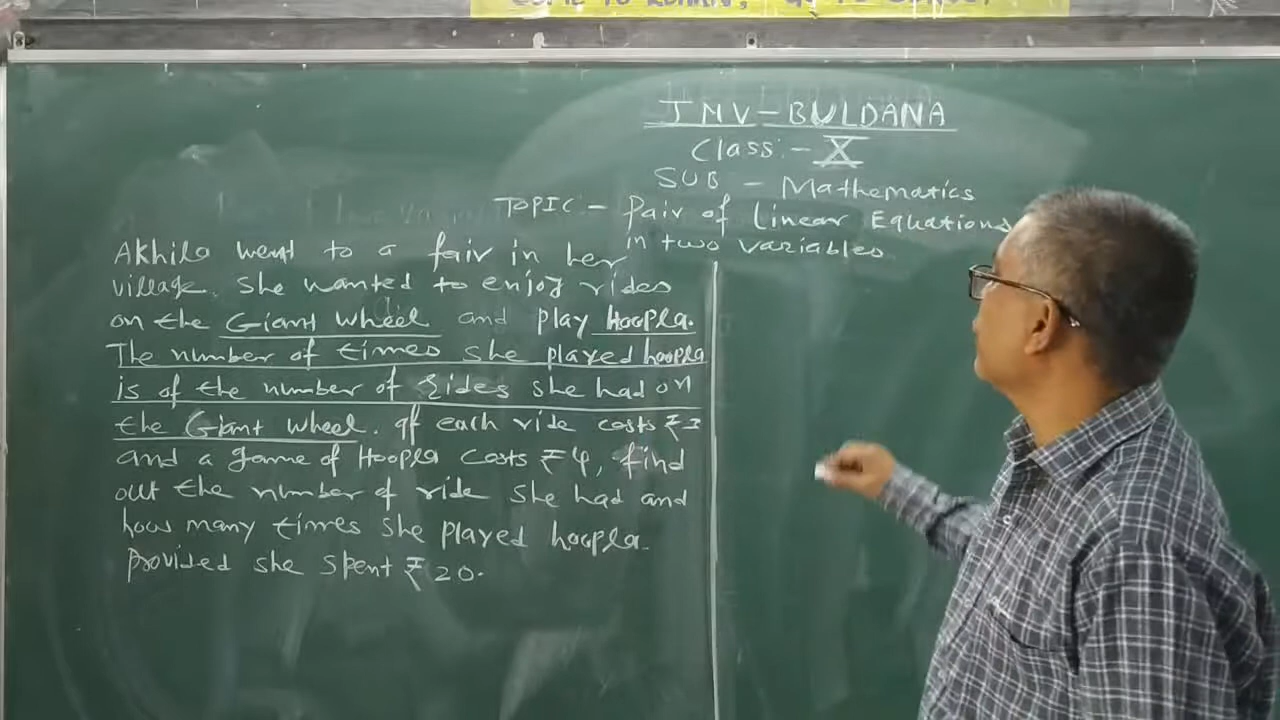 JNV-BULDANA
Class:- X
SUB - Mathematics
TOPIC - Pair of Linear Equations
in two variables
Akhila went to a fair in her
village. She wanted to enjoy rides
on the Giant wheel and play Hoopla.
The number of times she played hoopla
is of the number of rides she had on
the Giant wheel. If each ride costs ₹
and a game of Hoopla costs ₹ 4, find
out the number of ride she had and
how many times she played hoopla.
Provided she spent ₹ 20.